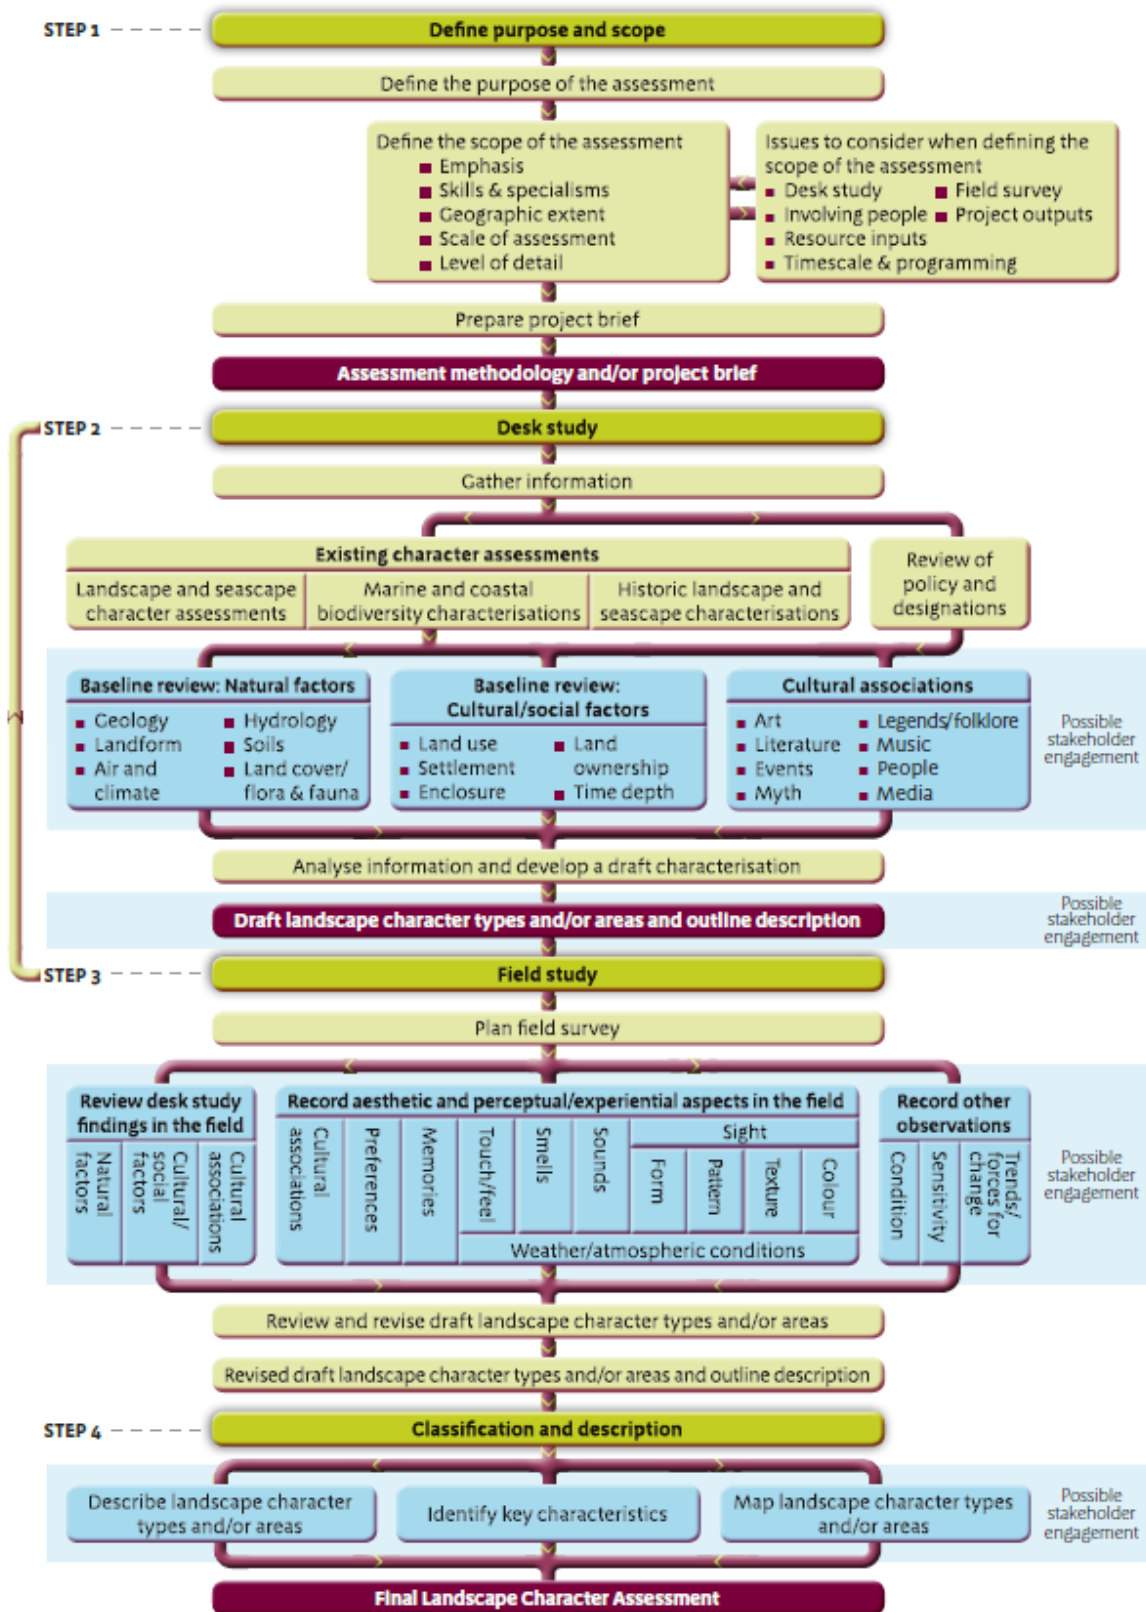 STEP 1
Define purpose and scope
Define the purpose of the assessment
Define the scope of the assessment
Emphasis
Skills & specialisms
Geographic extent
Scale of assessment
Level of detail
Issues to consider when defining the
scope of the assessment
Desk study
Field survey
Involving people
Project outputs
Resource inputs
Timescale & programming
Prepare project brief
Assessment methodology and/or project brief
STEP 2
Desk study
Gather information
Existing character assessments
Landscape and seascape
character assessments
Marine and coastal
biodiversity characterisations
Historic landscape and
seascape characterisations
Review of
policy and
designations
Baseline review: Natural factors
Geology
Landform
Air and
climate
Hydrology
Soils
Land cover/
flora & fauna
Baseline review:
Cultural/social factors
Land use
Settlement
Enclosure
Land
ownership
Time depth
Cultural associations
Art
Literature
Events
Myth
Legends/folklore
Music
People
Media
Possible
stakeholder
engagement
Analyse information and develop a draft characterisation
Draft landscape character types and/or areas and outline description
Possible
stakeholder
engagement
STEP 3
Field study
Plan field survey
Review desk study
findings in the field
Natural
factors
Cultural/
social
factors
Cultural
associations
Record aesthetic and perceptual/experiential aspects in the field
Cultural
associations
Preferences
Memories
Touch/feel
Smells
Sounds
Sight
Form
Pattern
Texture
Colour
Weather/atmospheric conditions
Record other
observations
Condition
Sensitivity
Trends/
forces for
change
Possible
stakeholder
engagement
Review and revise draft landscape character types and/or areas
Revised draft landscape character types and/or areas and outline description
STEP 4
Classification and description
Describe landscape character
types and/or areas
Identify key characteristics
Map landscape character types
and/or areas
Possible
stakeholder
engagement
Final Landscape Character Assessment